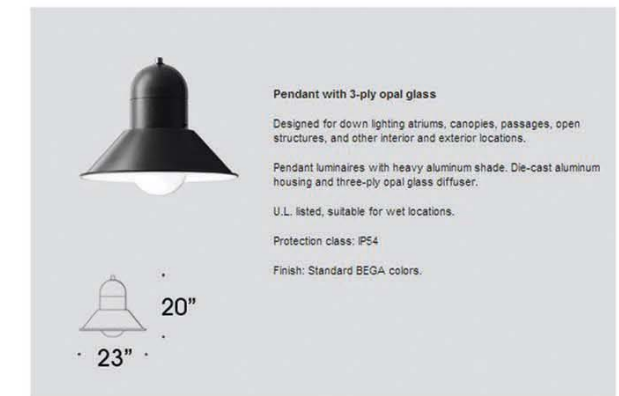 Pendant with 3-ply opal glass
Designed for down lighting atriums, canopies, passages, open
structures, and other interior and exterior locations.
Pendant luminaires with heavy aluminum shade. Die-cast aluminum
housing and three-ply opal glass diffuser.
U.L. listed, suitable for wet locations.
Protection class: IP54
Finish: Standard BEGA colors.
20”
23”